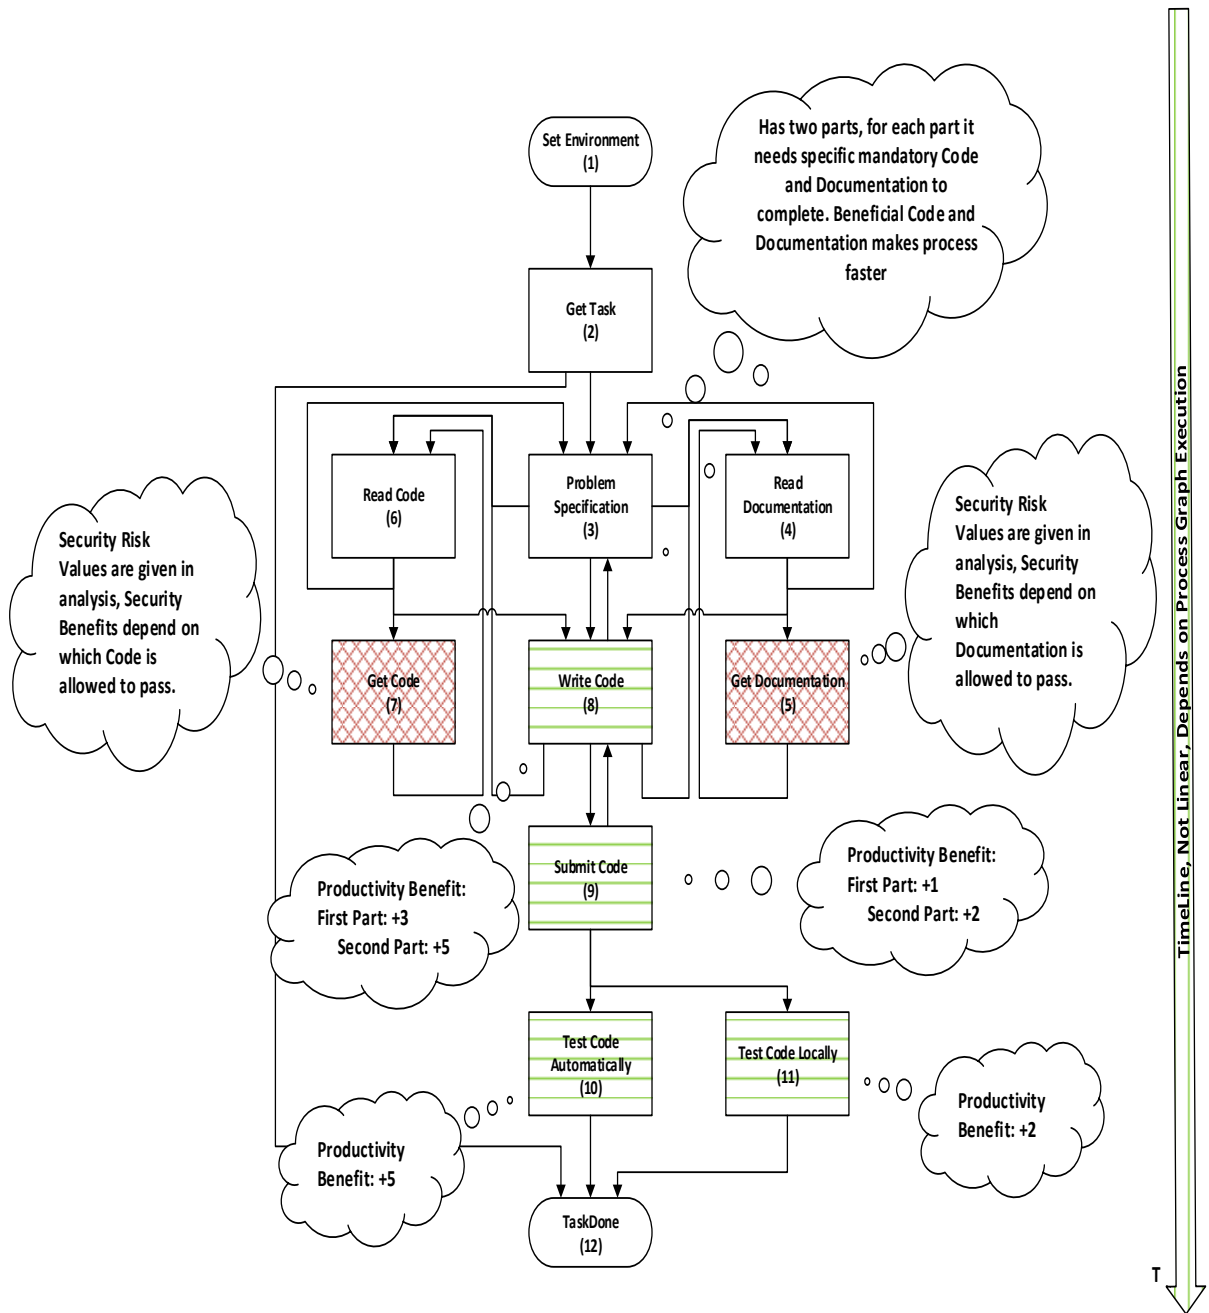 Set Environment
(1)
Has two parts, for each part it
needs specific mandatory Code
and Documentation to
complete. Beneficial Code and
Documentation makes process
faster
Get Task
(2)
Read Code
(6)
Problem
Specification
(3)
Read
Documentation
(4)
Security Risk
Values are given in
analysis, Security
Benefits depend on
which Code is
allowed to pass.
Security Risk
Values are given in
analysis, Security
Benefits depend on
which
Documentation is
allowed to pass.
Get Code
(7)
Write Code
(8)
Get Documentation
(5)
Productivity Benefit:
First Part: +3
Second Part: +5
Submit Code
(9)
Productivity Benefit:
First Part: +1
Second Part: +2
Test Code
Automatically
(10)
Test Code Locally
(11)
Productivity
Benefit: +5
Productivity
Benefit: +2
TaskDone
(12)
TimeLine, Not Linear, Depends on Process Graph Execution
T